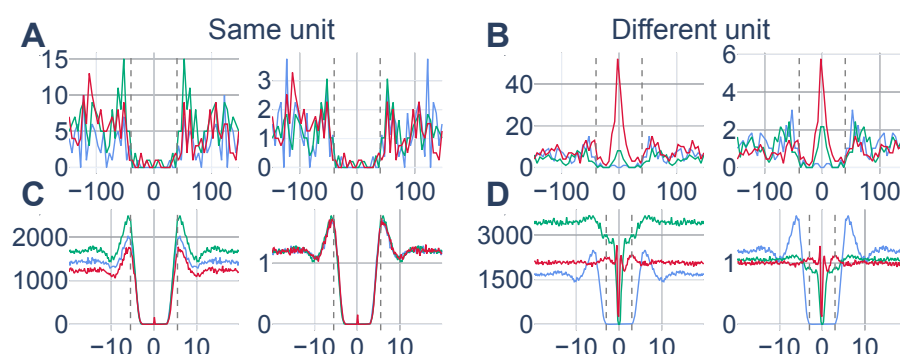 A Same unit B Different unit
15 3 40 6
10 2 4
5 1 20 2
0 0 0 0
−100 0 100 −100 0 100 −100 0 100 −100 0 100
C D
2000 3000
1000 1 1500 1
0 0 0 0
−10 0 10 −10 0 10 −10 0 10 −10 0 10